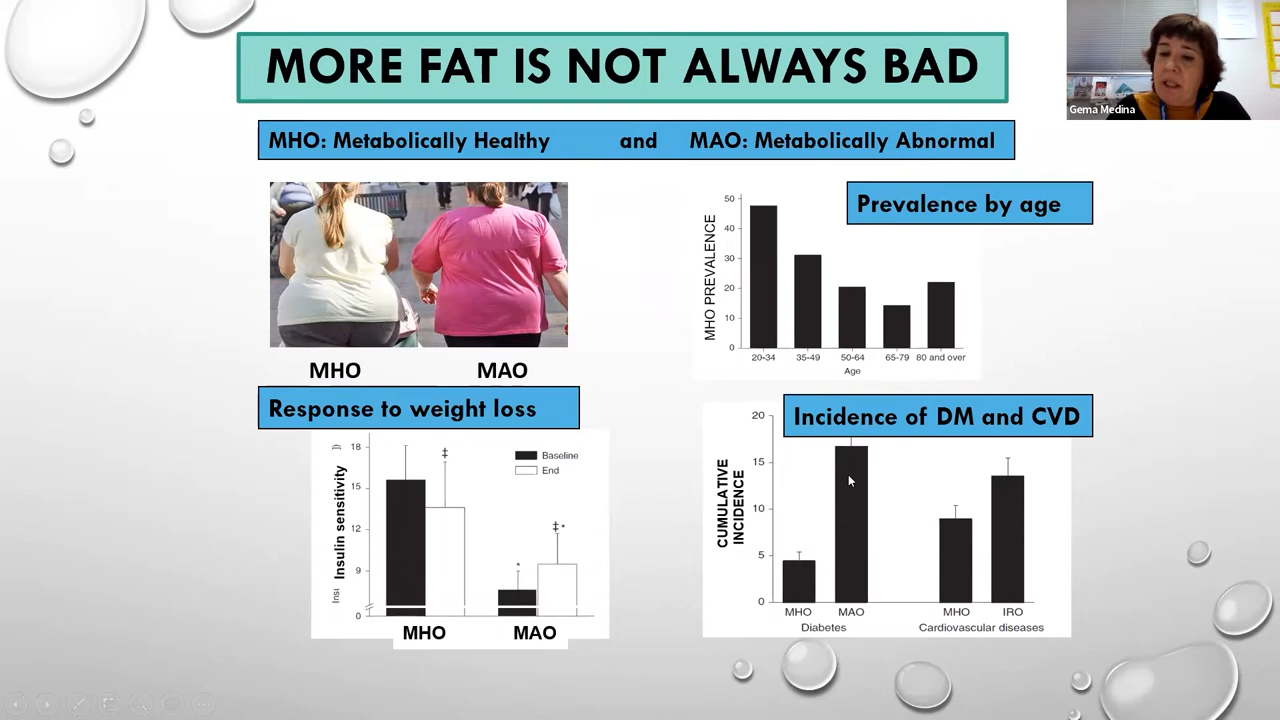 MORE FAT IS NOT ALWAYS BAD
Gema Medina
MHO: Metabolically Healthy and MAO: Metabolically Abnormal
MHO MAO
Response to weight loss
Insulin sensitivity
)
Insu
18
15
12
9
0
‡
Baseline
End
*
‡*
MHO MAO
Prevalence by age
MHO PREVALENCE
50
40
30
20
10
0
20-34 35-49 50-64 65-79 80 and over
Age
Incidence of DM and CVD
CUMULATIVE
INCIDENCE
20
15
10
5
0
MHO MAO MHO IRO
Diabetes Cardiovascular diseases